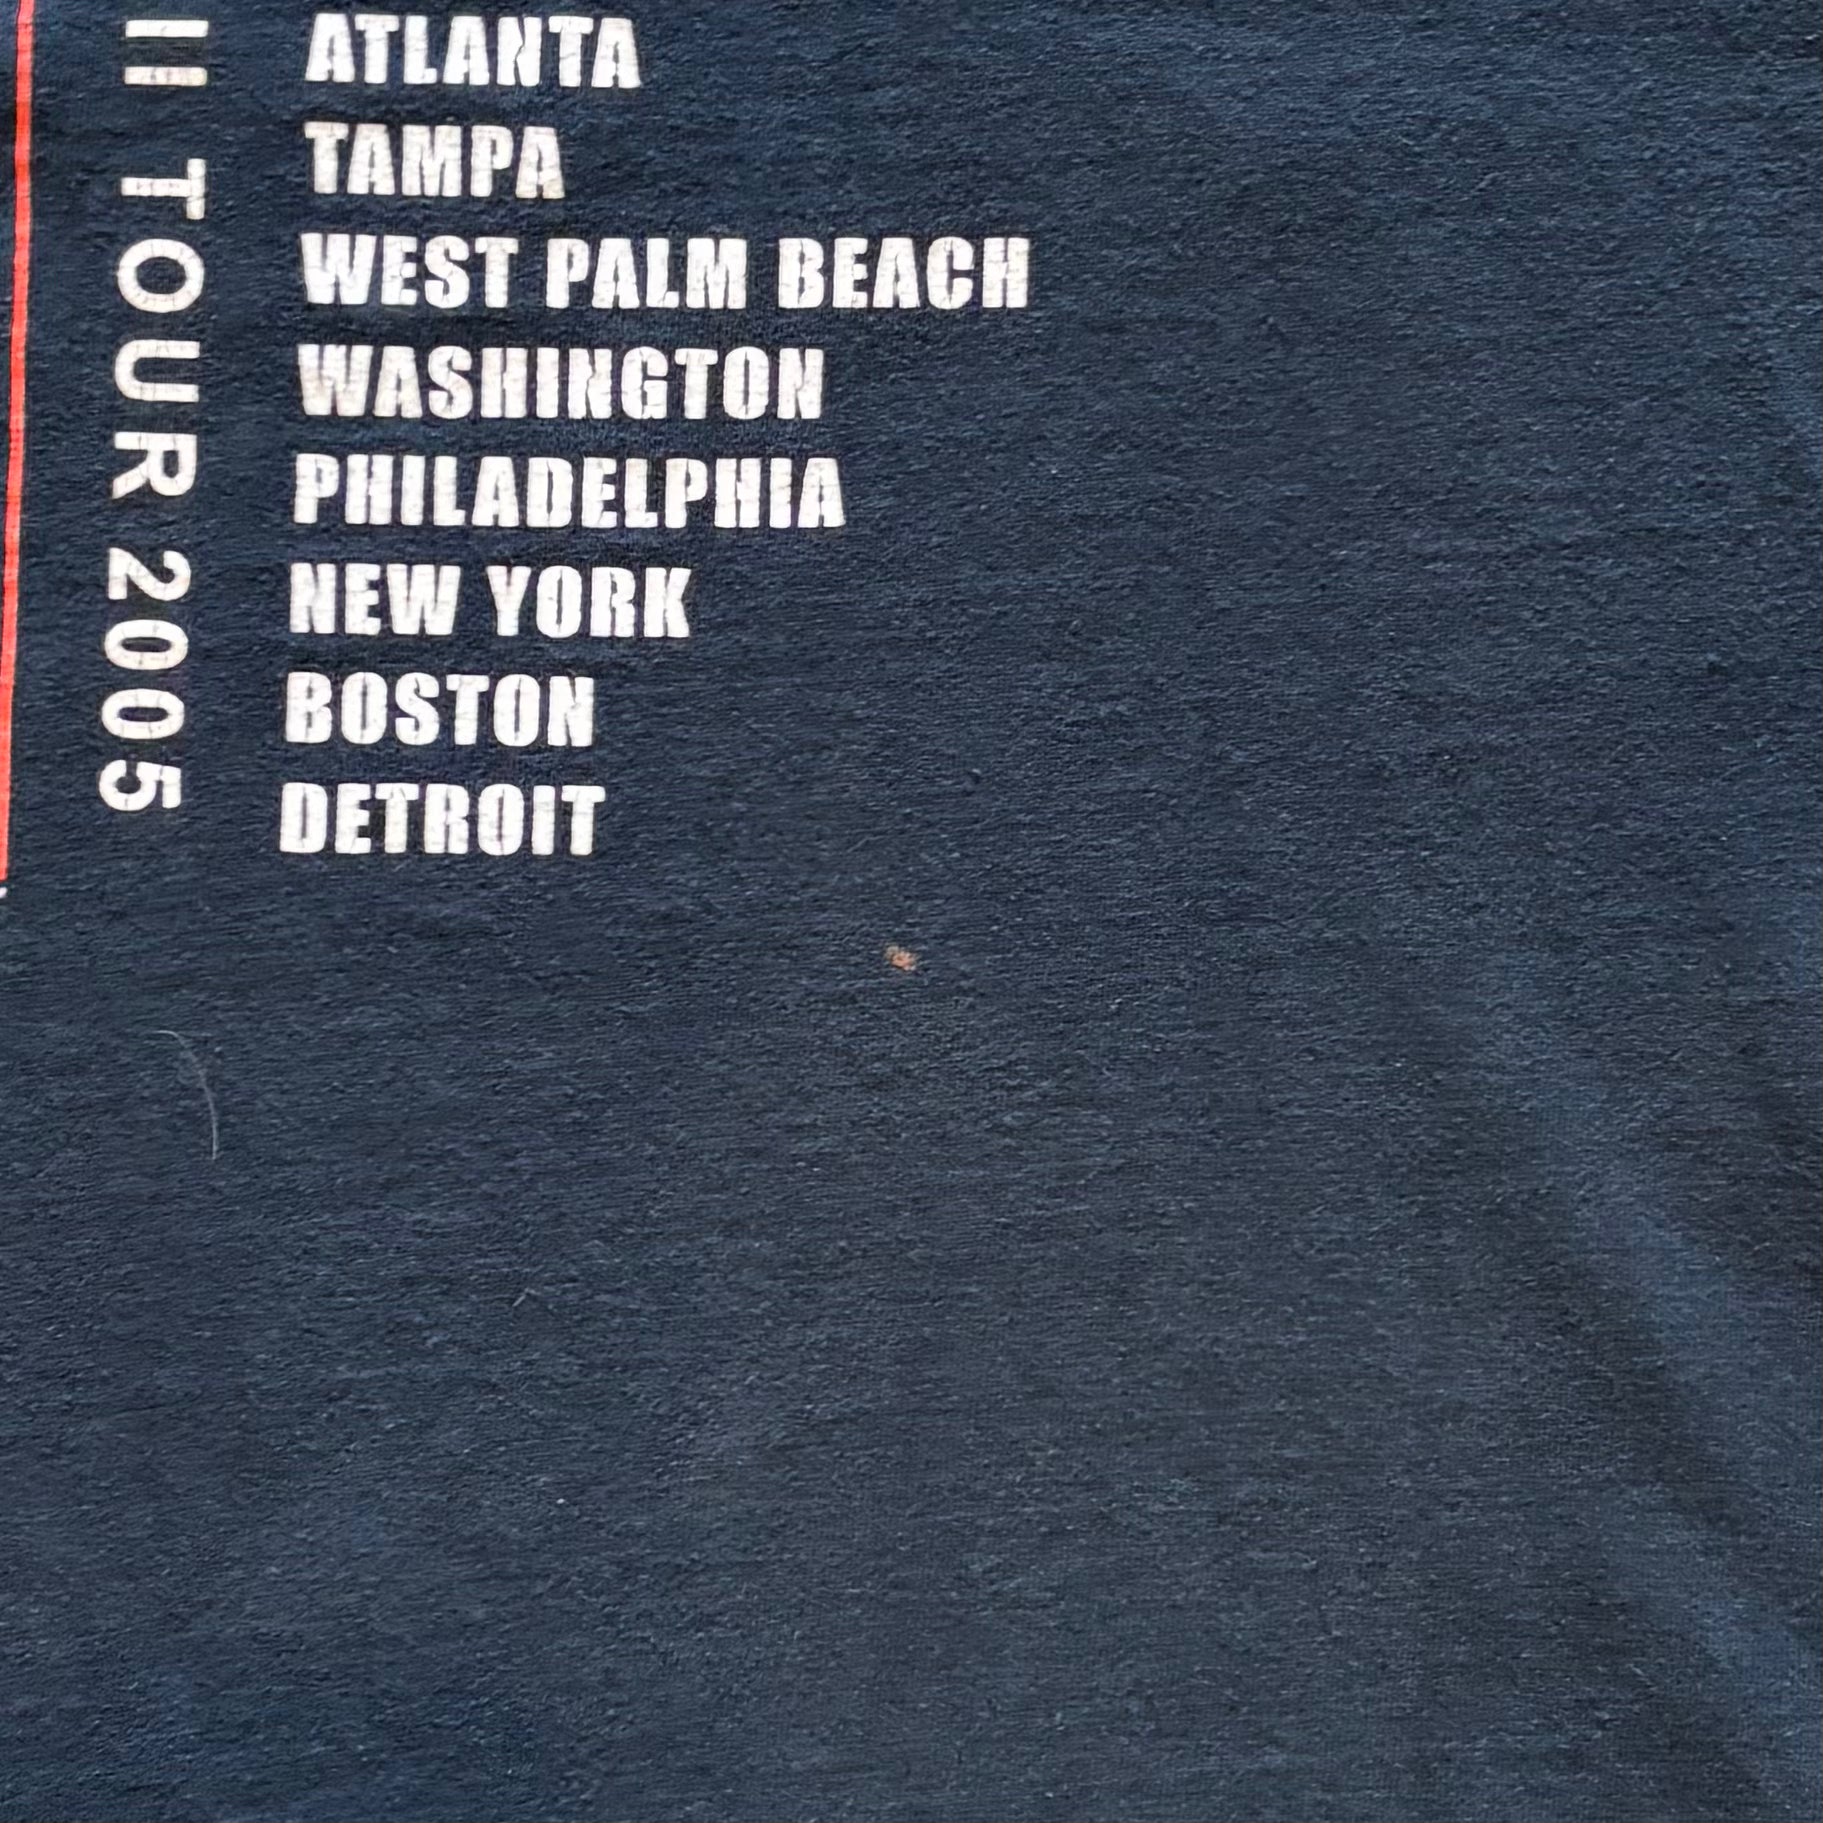 II TOUR 2005
ATLANTA
TAMPA
WEST PALM BEACH
WASHINGTON
PHILADELPHIA
NEW YORK
BOSTON
DETROIT